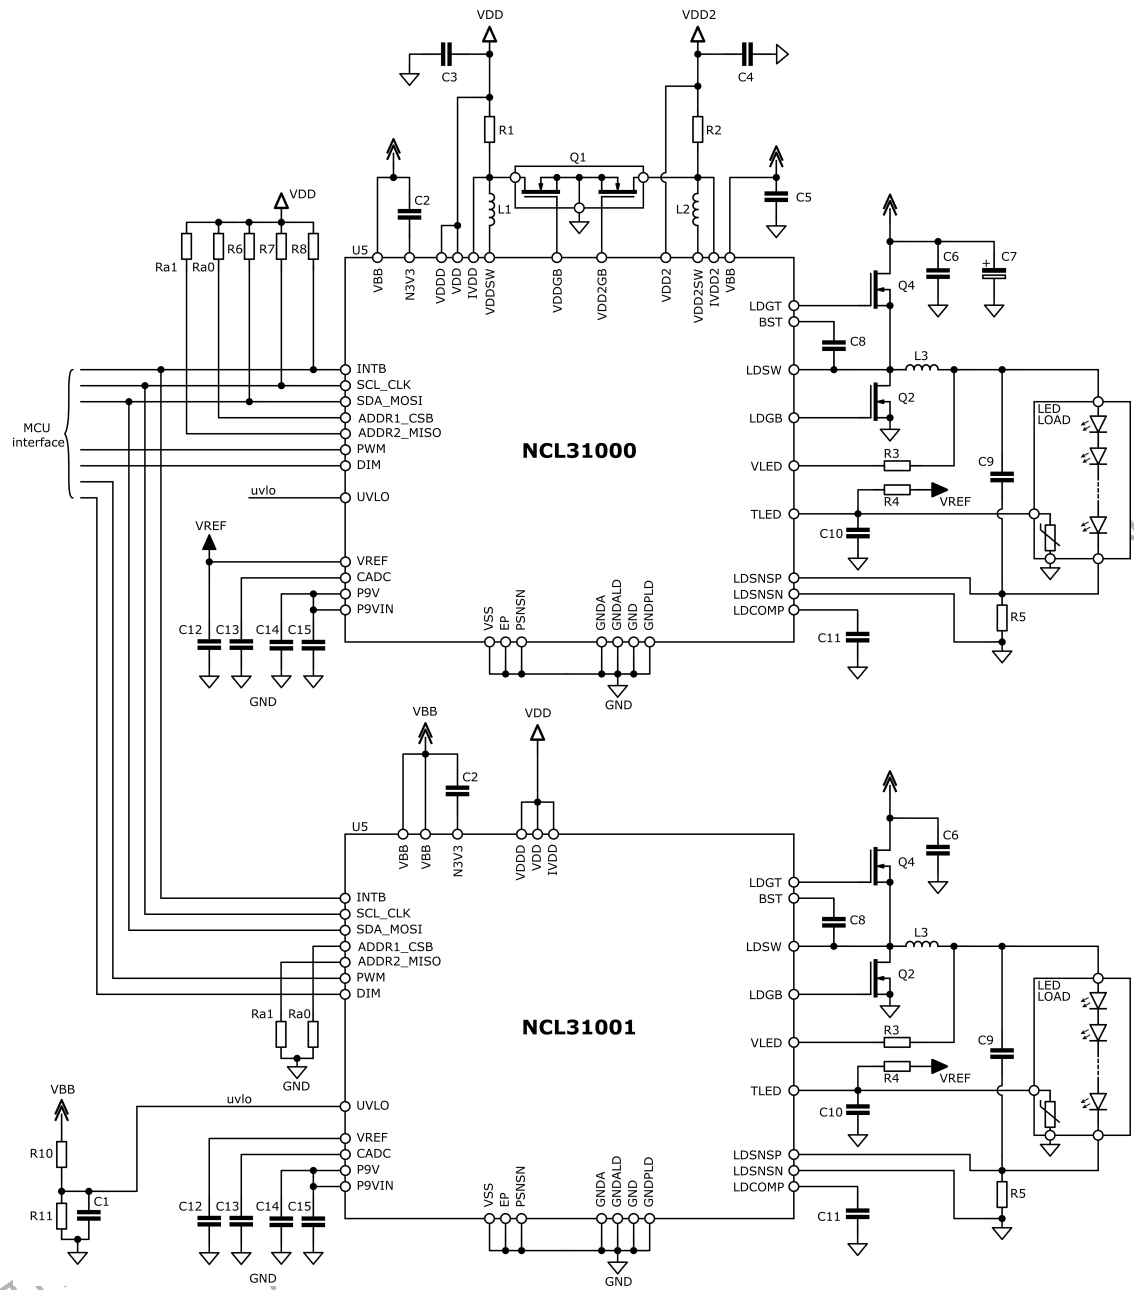 VDD
VDD2
C3
C4
R1
R2
Q1
C2
L1
L2
C5
VDD
R6
R7
R8
Ra1
Ra0
U5
VBB
N3V3
VDDD
VDD
IVDD
VDDSW
VDDGB
VDD2GB
VDD2
VDD2SW
IVDD2
VBB
C6
C7
+
Q4
LDGT
BST
C8
L3
LDSW
Q2
LDGB
LED
LOAD
MCU
interface
INTB
SCL_CLK
SDA_MOSI
ADDR1_CSB
ADDR2_MISO
PWM
DIM
NCL31000
VLED
R3
C9
uvlo
UVLO
R4
VREF
TLED
C10
VREF
VREF
CADC
P9V
P9VIN
LDSNSP
LDSNSN
LDCOMP
R5
C12
C13
C14
C15
C11
VSS
EP
PSNSN
GNDA
GNDALD
GND
GNDPLD
GND
GND
VBB
VDD
C2
U5
VBB
VBB
N3V3
VDDD
VDD
IVDD
C6
Q4
LDGT
BST
C8
L3
LDSW
Q2
LDGB
LED
LOAD
INTB
SCL_CLK
SDA_MOSI
ADDR1_CSB
ADDR2_MISO
PWM
DIM
Ra1
Ra0
GND
NCL31001
VLED
R3
C9
R4
VREF
TLED
C10
VBB
uvlo
UVLO
R10
R11
C1
VREF
CADC
P9V
P9VIN
LDSNSP
LDSNSN
LDCOMP
R5
C12
C13
C14
C15
C11
VSS
EP
PSNSN
GNDA
GNDALD
GND
GNDPLD
GND
GND